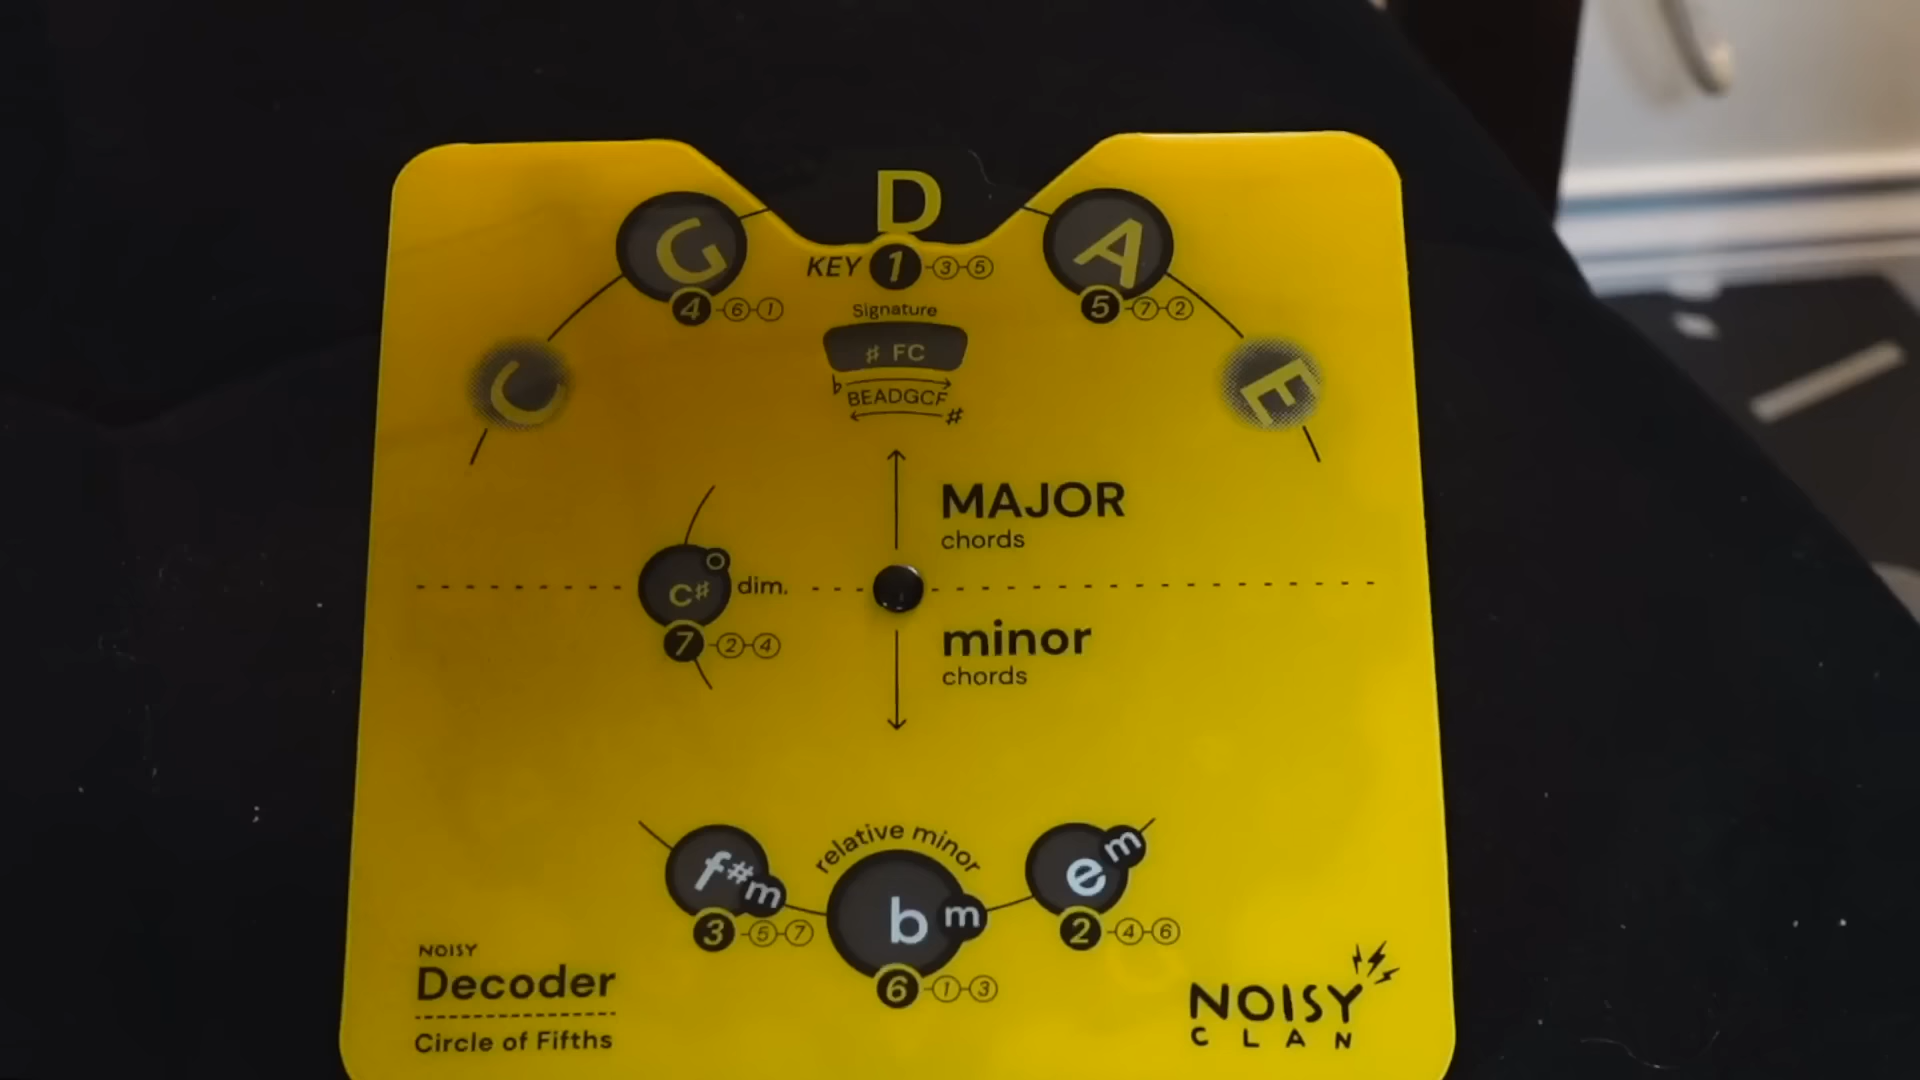 D
G
A
KEY 1-3-5
4-6-1
5-7-2
Signature
♯ FC
♭
BEADGCF
♯
C
E
MAJOR
chords
c♯ o dim.
7-2-4
minor
chords
relative minor
f♯m
bm
em
3-5-7
2-4-6
6-1-3
NOISY
Decoder
Circle of Fifths
NOISY
CLAN